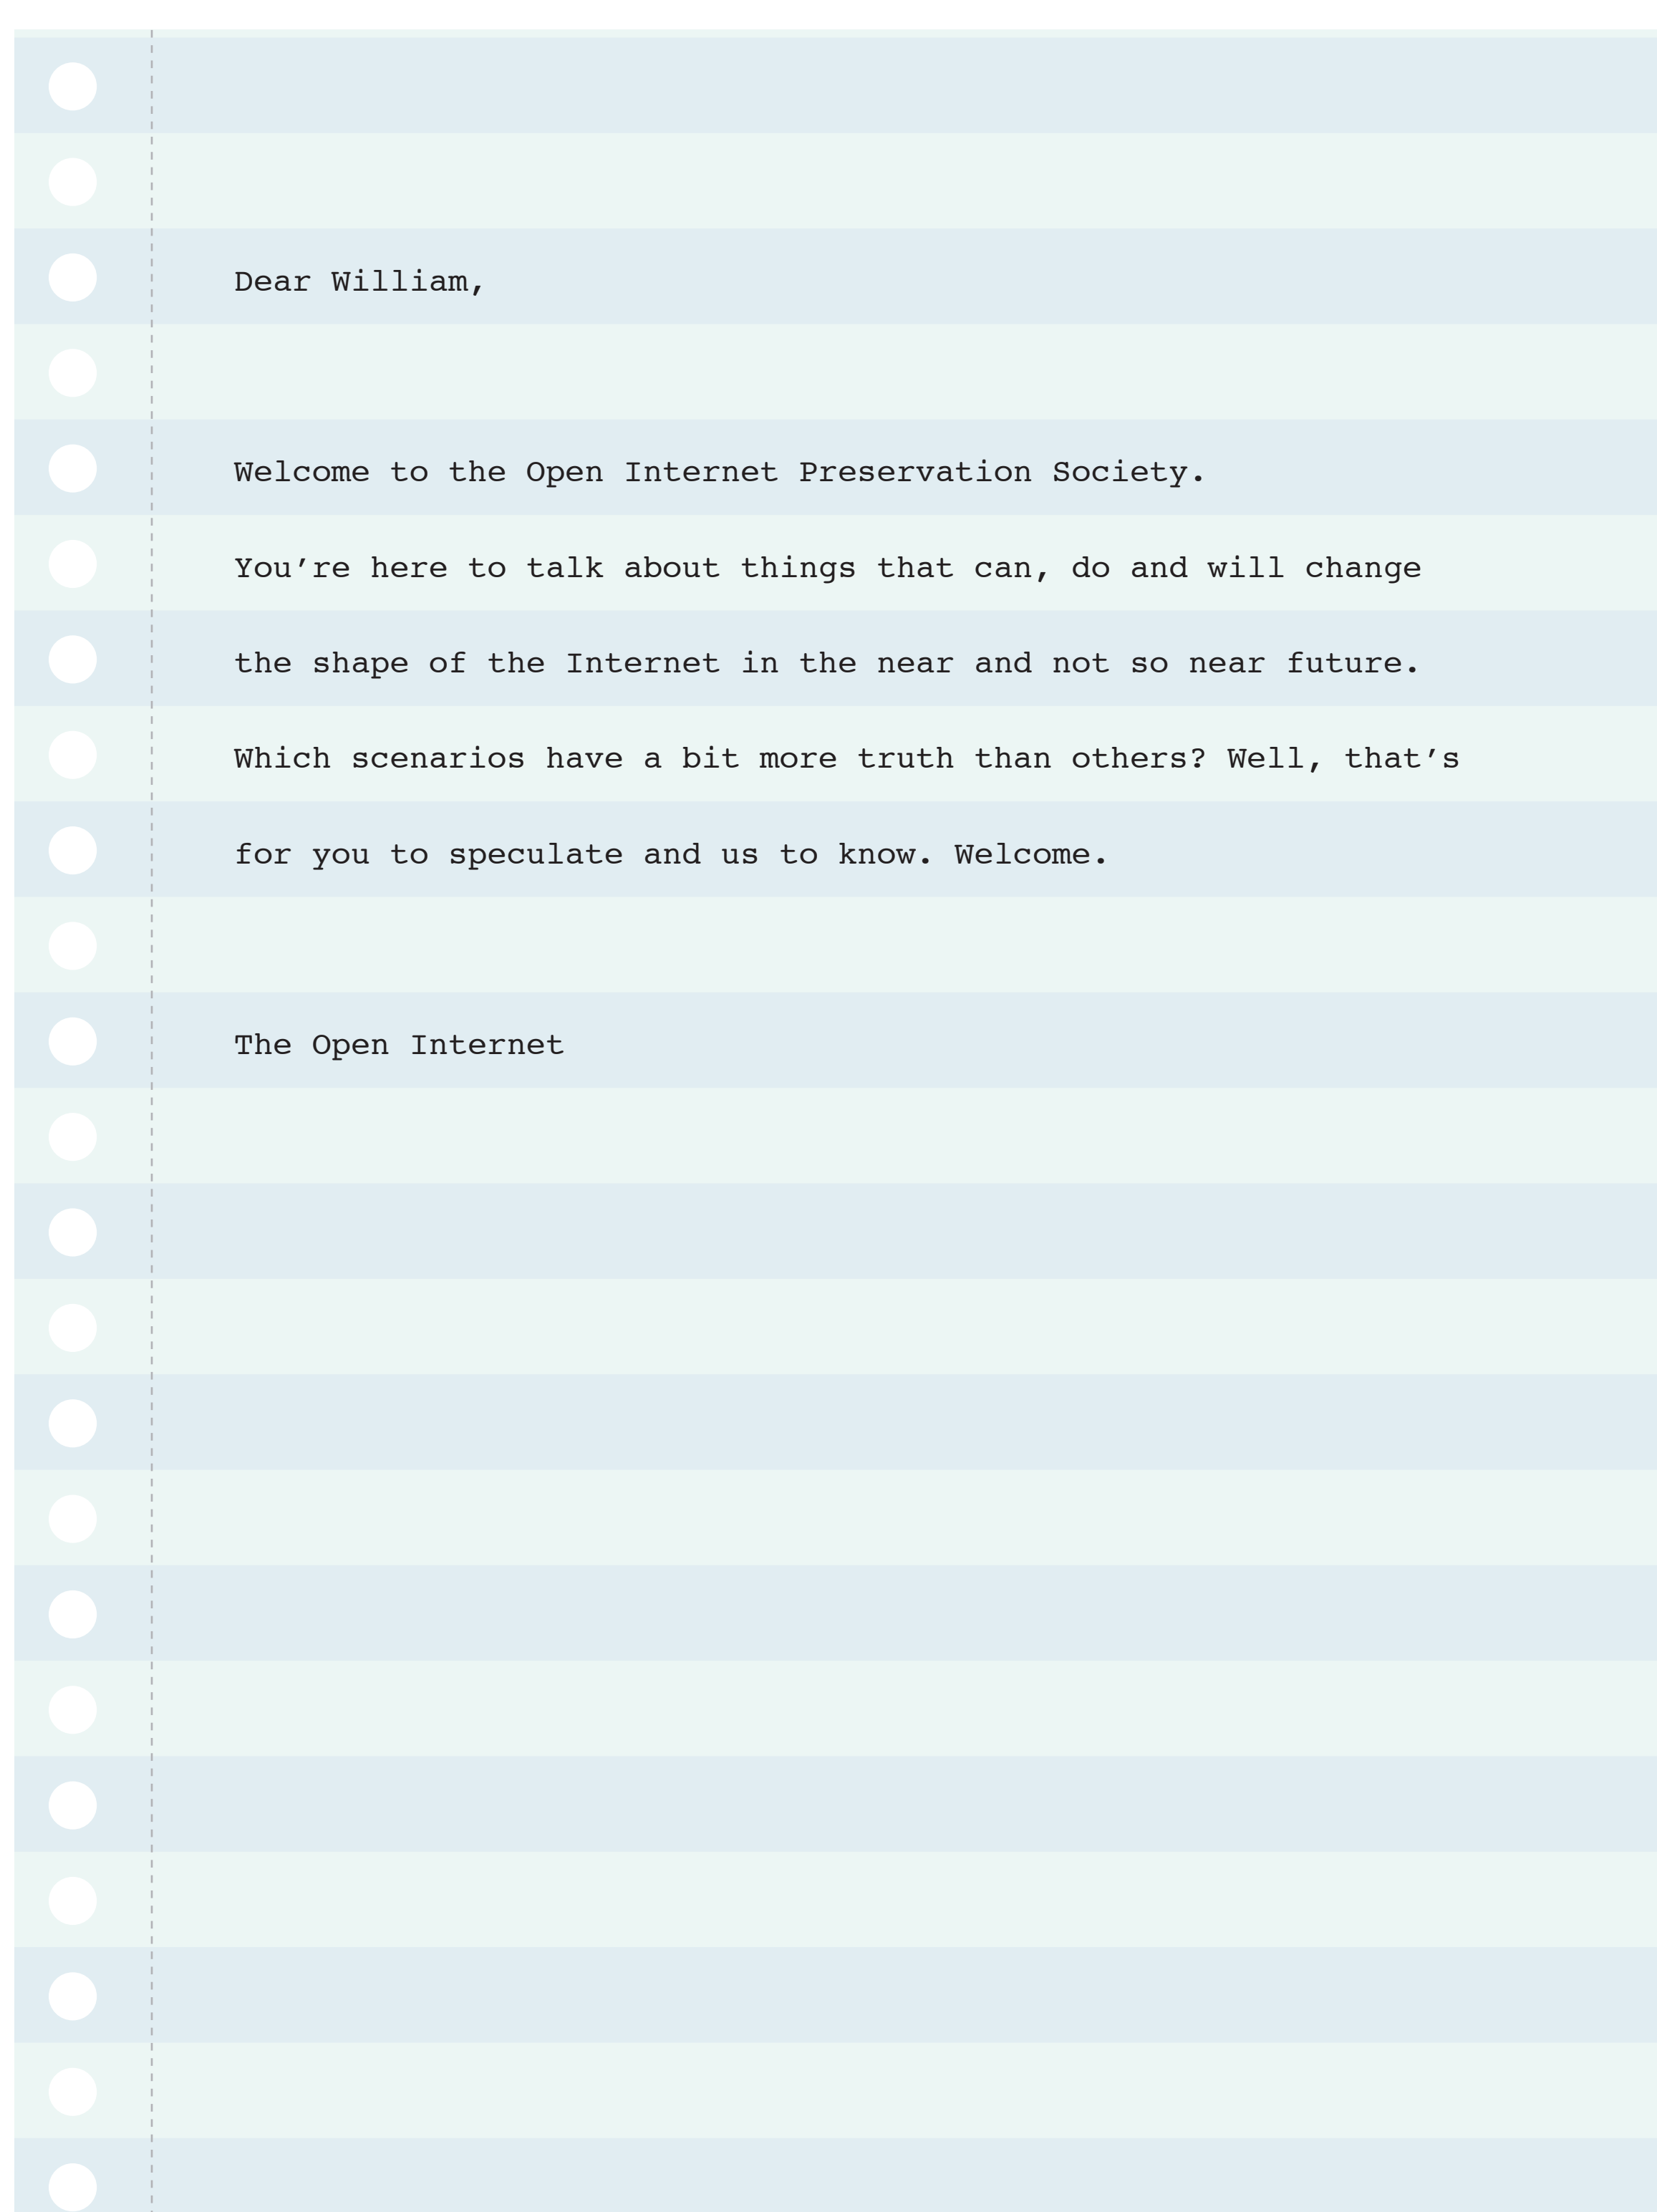 Dear William,
Welcome to the Open Internet Preservation Society.
You’re here to talk about things that can, do and will change
the shape of the Internet in the near and not so near future.
Which scenarios have a bit more truth than others? Well, that’s
for you to speculate and us to know. Welcome.
The Open Internet